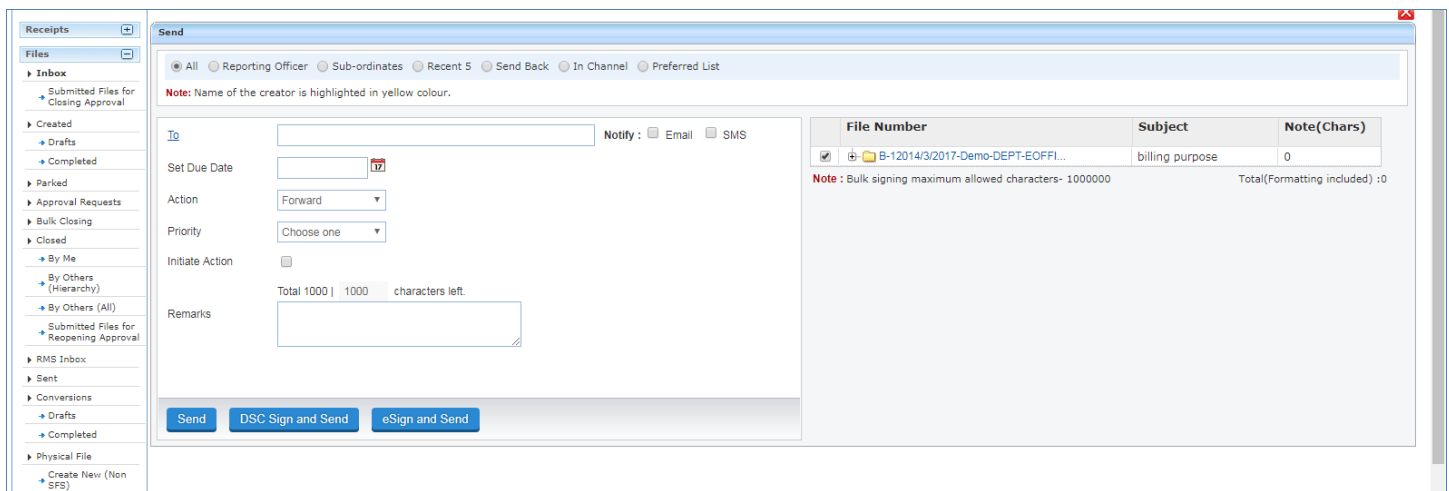 Receipts
Files
Inbox
Submitted Files for
Closing Approval
Created
Drafts
Completed
Parked
Approval Requests
Bulk Closing
Closed
By Me
By Others
(Hierarchy)
By Others (All)
Submitted Files for
Reopening Approval
RMS Inbox
Sent
Conversions
Drafts
Completed
Physical File
Create New (Non
SFS)
Send
All Reporting Officer Sub-ordinates Recent 5 Send Back In Channel Preferred List
Note: Name of the creator is highlighted in yellow colour.
To Notify : Email SMS
Set Due Date 17
Action Forward
Priority Choose one
Initiate Action
Total 1000 | 1000 characters left.
Remarks
Send DSC Sign and Send eSign and Send
File Number Subject Note(Chars)
B-12014/3/2017-Demo-DEPT-EOFFI... billing purpose 0
Note : Bulk signing maximum allowed characters- 1000000 Total(Formatting included) :0